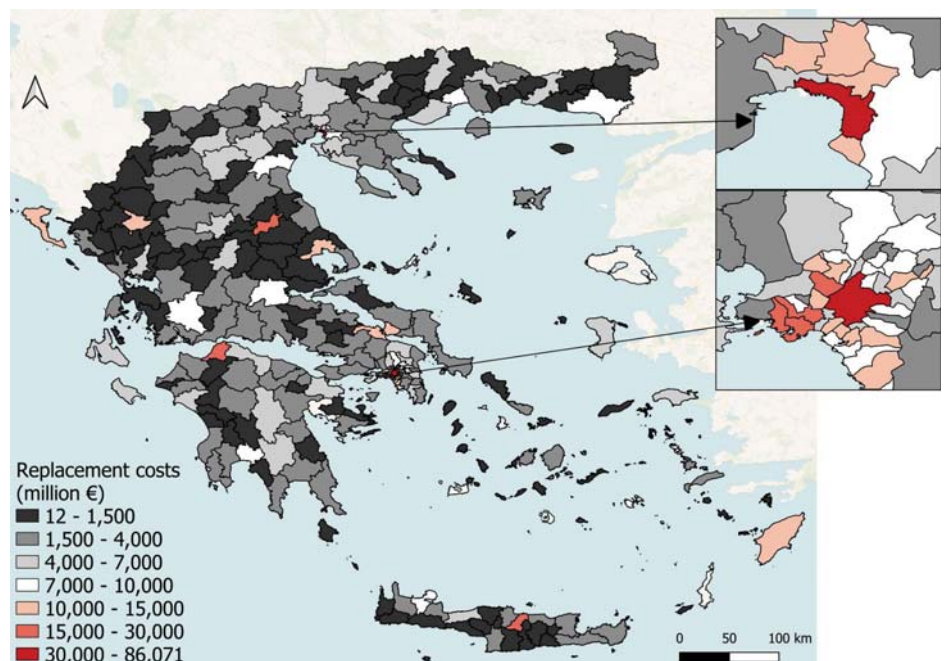 Replacement costs
(million €)
12 - 1,500
1,500 - 4,000
4,000 - 7,000
7,000 - 10,000
10,000 - 15,000
15,000 - 30,000
30,000 - 86,071
0 50 100 km